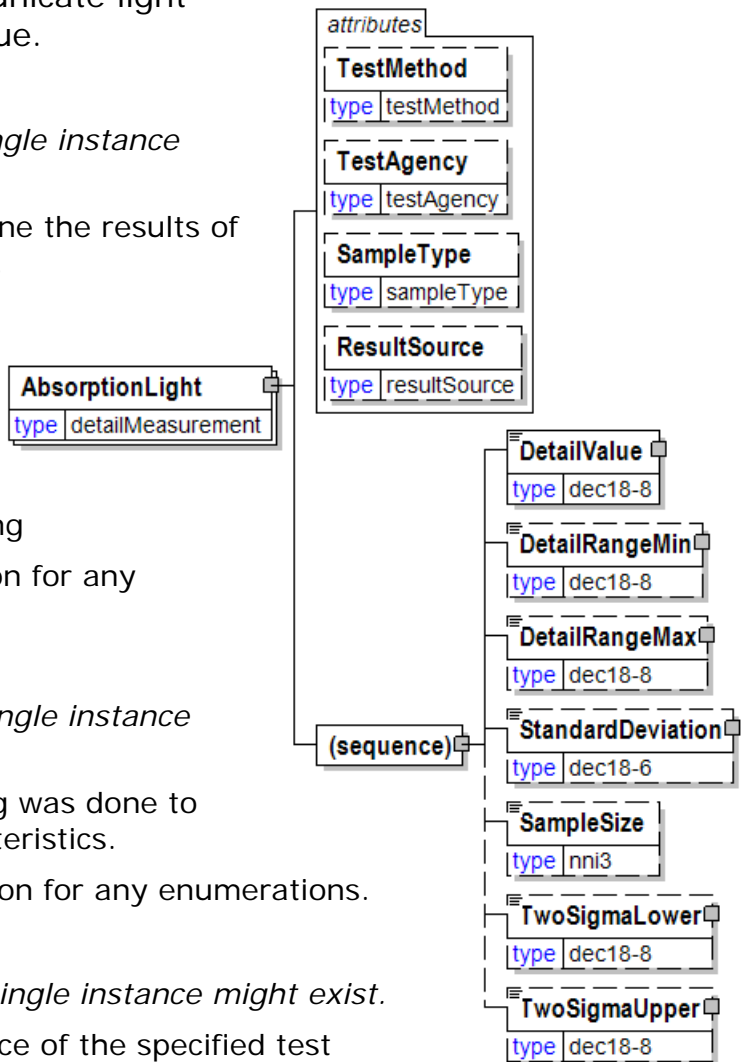 unicate light
ue.
ngle instance
ne the results of
ng
on for any
ngle instance
g was done to
teristics.
on for any enumerations.
single instance might exist.
ce of the specified test
attributes
TestMethod
type testMethod
TestAgency
type testAgency
SampleType
type sampleType
ResultSource
type resultSource
AbsorptionLight
type detailMeasurement
(sequence)
DetailValue
type dec18-8
DetailRangeMin
type dec18-8
DetailRangeMax
type dec18-8
StandardDeviation
type dec18-6
SampleSize
type nni3
TwoSigmaLower
type dec18-8
TwoSigmaUpper
type dec18-8